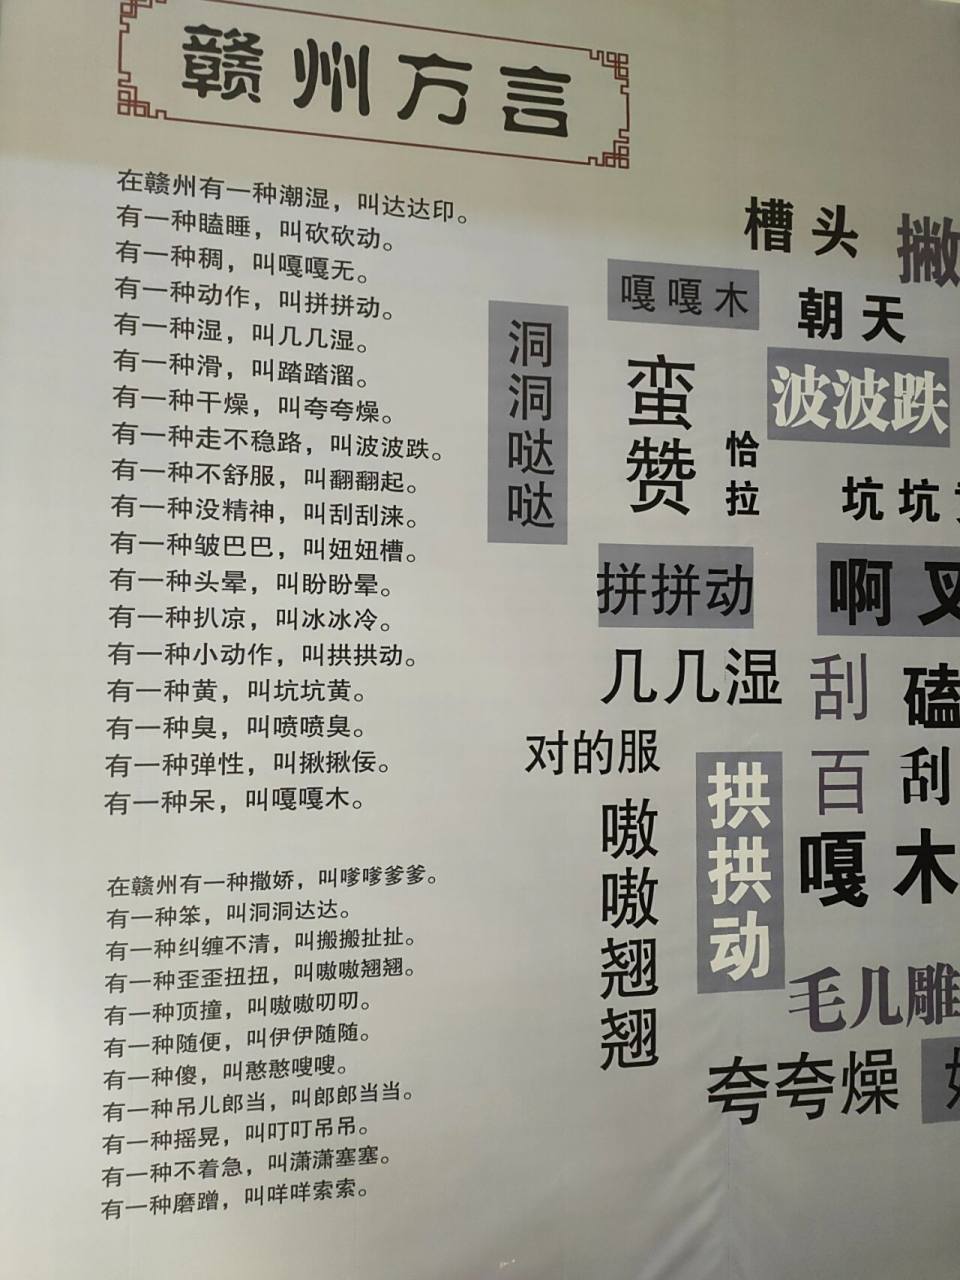 赣州方言
在赣州有一种潮湿，叫达达印。
有一种瞌睡，叫砍砍动。
有一种稠，叫嘎嘎无。
有一种动作，叫拼拼动。
有一种湿，叫几几湿。
有一种滑，叫踏踏溜。
有一种干燥，叫夸夸燥。
有一种走不稳路，叫波波跌。
有一种不舒服，叫翻翻起。
有一种没精神，叫刮刮涞。
有一种皱巴巴，叫妞妞槽。
有一种头晕，叫盼盼晕。
有一种扒凉，叫冰冰冷。
有一种小动作，叫拱拱动。
有一种黄，叫坑坑黄。
有一种臭，叫喷喷臭。
有一种弹性，叫揪揪佞。
有一种呆，叫嘎嘎木。
在赣州有一种撒娇，叫嗲嗲爹爹。
有一种笨，叫洞洞达达。
有一种纠缠不清，叫搬搬扯扯。
有一种歪歪扭扭，叫嗷嗷翘翘。
有一种顶撞，叫嗷嗷叨叨。
有一种随便，叫伊伊随随。
有一种傻，叫憨憨嗖嗖。
有一种吊儿郎当，叫郎郎当当。
有一种摇晃，叫叮叮吊吊。
有一种不着急，叫潇潇塞塞。
有一种磨蹭，叫咩咩索索。
槽头
撇
嘎嘎木
朝天
洞洞哒哒
蛮赞
波波跌
恰拉
坑坑
拼拼动
啊叉
几几湿
刮百
磕
对的服
刮
拱拱动
嗷嗷翘翘
嘎木
毛几雕
夸夸燥